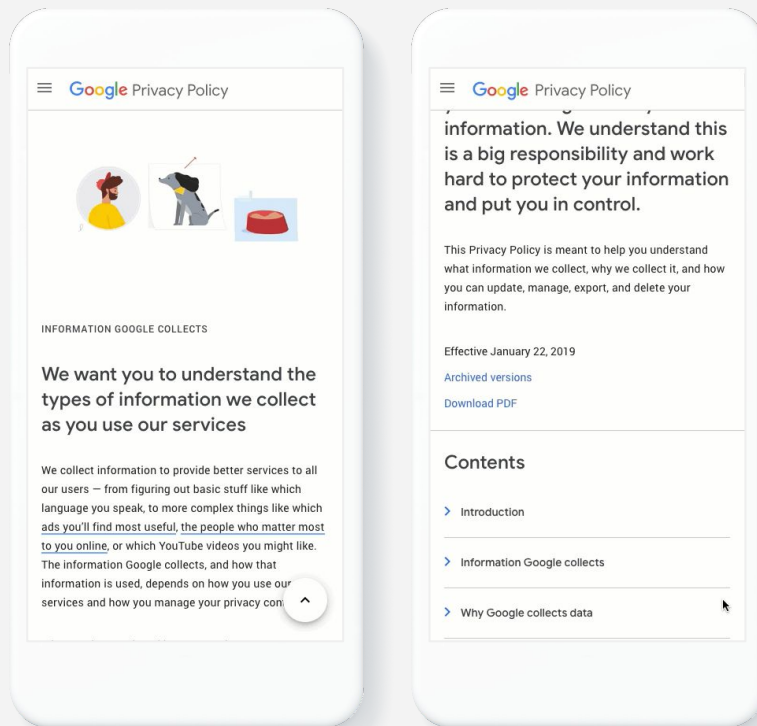 Google Privacy Policy
INFORMATION GOOGLE COLLECTS
We want you to understand the
types of information we collect
as you use our services
We collect information to provide better services to all
our users — from figuring out basic stuff like which
language you speak, to more complex things like which
ads you'll find most useful, the people who matter most
to you online, or which YouTube videos you might like.
The information Google collects, and how that
information is used, depends on how you use our
services and how you manage your privacy
Google Privacy Policy
information. We understand this
is a big responsibility and work
hard to protect your information
and put you in control.
This Privacy Policy is meant to help you understand
what information we collect, why we collect it, and how
you can update, manage, export, and delete your
information.
Effective January 22, 2019
Archived versions
Download PDF
Contents
Introduction
Information Google collects
Why Google collects data